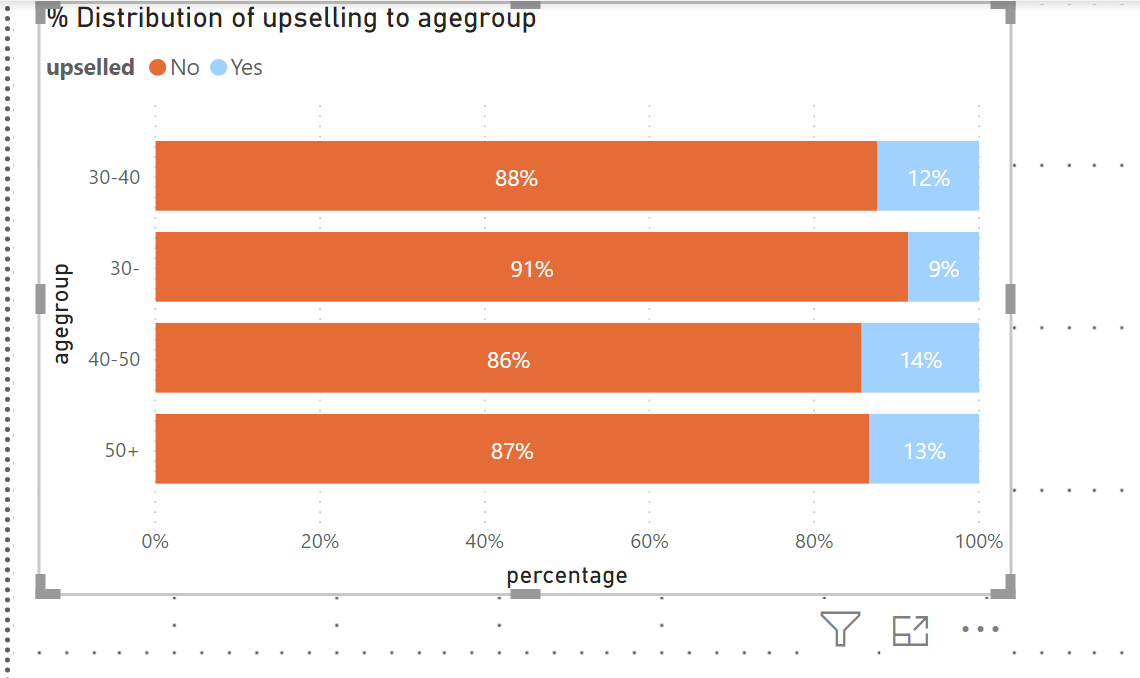 % Distribution of upselling to agegroup
upselled No Yes
agegroup
30-40 88% 12%
30- 91% 9%
40-50 86% 14%
50+ 87% 13%
0% 20% 40% 60% 80% 100%
percentage